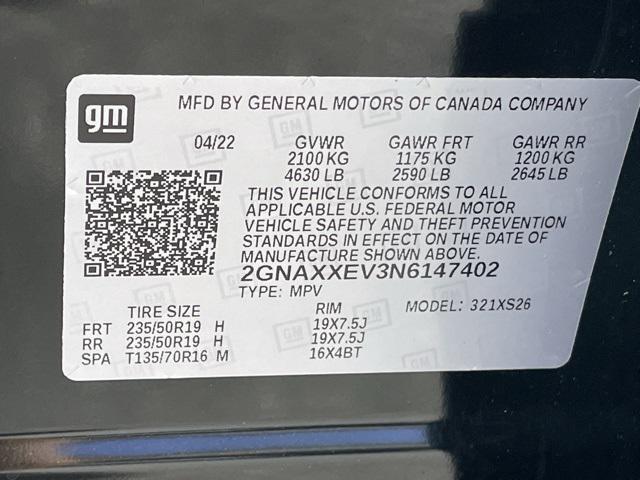 gm
MFD BY GENERAL MOTORS OF CANADA COMPANY
04/22 GVWR GAWR FRT GAWR RR
2100 KG 1175 KG 1200 KG
4630 LB 2590 LB 2645 LB
THIS VEHICLE CONFORMS TO ALL
APPLICABLE U.S. FEDERAL MOTOR
VEHICLE SAFETY AND THEFT PREVENTION
STANDARDS IN EFFECT ON THE DATE OF
MANUFACTURE SHOWN ABOVE.
2GNAXXEV3N6147402
TYPE: MPV
TIRE SIZE RIM MODEL: 321XS26
FRT 235/50R19 H 19X7.5J
RR 235/50R19 H 19X7.5J
SPA T135/70R16 M 16X4BT